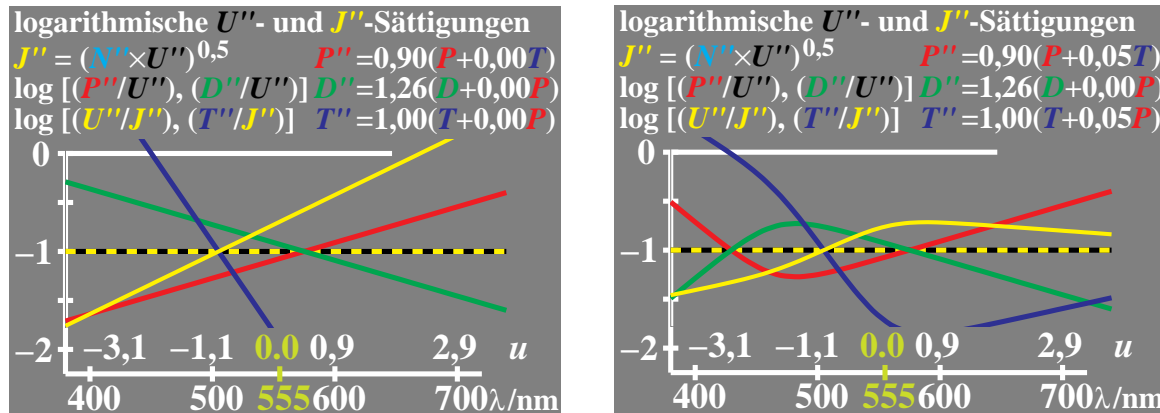 logarithmische U''- und J''-Sättigungen
J'' = (N''×U'')0,5 P''=0,90(P+0,00T)
log [(P''/U''), (D''/U'')] D''=1,26(D+0,00P)
log [(U''/J''), (T''/J'')] T''=1,00(T+0,00P)
0
−1
−2
−3,1 −1,1 0.0 0,9 2,9 u
400 500 555 600 700 λ/nm
logarithmische U''- und J''-Sättigungen
J'' = (N''×U'')0,5 P''=0,90(P+0,05T)
log [(P''/U''), (D''/U'')] D''=1,26(D+0,00P)
log [(U''/J''), (T''/J'')] T''=1,00(T+0,05P)
0
−1
−2
−3,1 −1,1 0.0 0,9 2,9 u
400 500 555 600 700 λ/nm